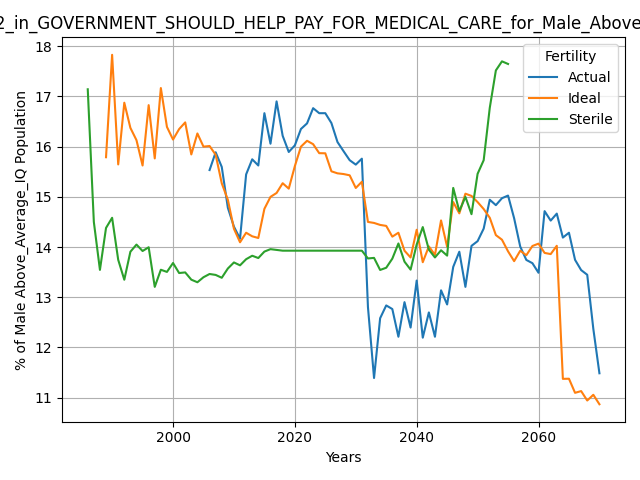 2_in_GOVERNMENT_SHOULD_HELP_PAY_FOR_MEDICAL_CARE_for_Male_Above
18
17
16
15
14
13
12
11
% of Male Above_Average_IQ Population
Fertility
Actual
Ideal
Sterile
2000 2020 2040 2060
Years